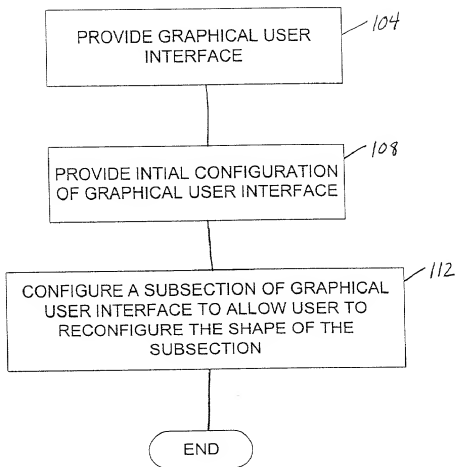 PROVIDE GRAPHICAL USER
INTERFACE
104
PROVIDE INTIAL CONFIGURATION
OF GRAPHICAL USER INTERFACE
108
CONFIGURE A SUBSECTION OF GRAPHICAL
USER INTERFACE TO ALLOW USER TO
RECONFIGURE THE SHAPE OF THE
SUBSECTION
112
END